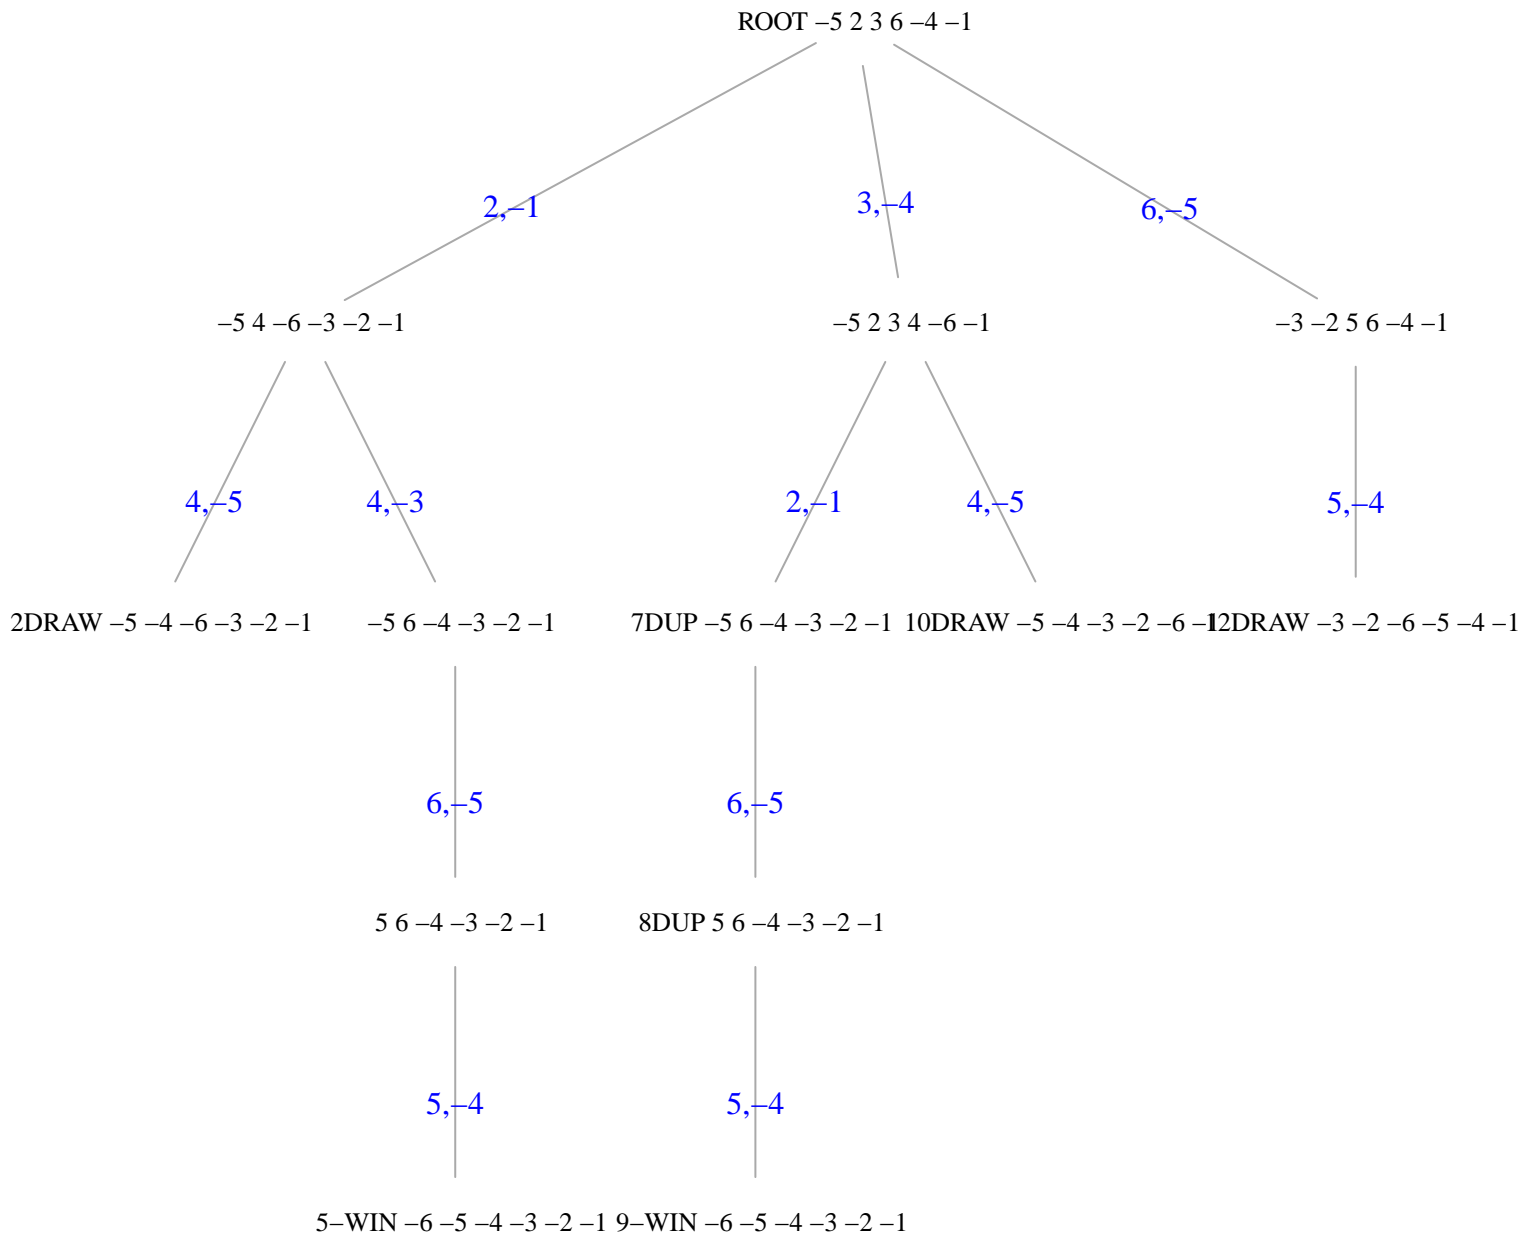 ROOT –5 2 3 6 –4 –1
2,–1
3,–4
6,–5
–5 4 –6 –3 –2 –1
–5 2 3 4 –6 –1
–3 –2 5 6 –4 –1
4,–5
4,–3
2,–1
4,–5
5,–4
2DRAW –5 –4 –6 –3 –2 –1
–5 6 –4 –3 –2 –1
7DUP –5 6 –4 –3 –2 –1
10DRAW –5 –4 –3 –2 –6 –1
12DRAW –3 –2 –6 –5 –4 –1
6,–5
6,–5
5 6 –4 –3 –2 –1
8DUP 5 6 –4 –3 –2 –1
5,–4
5,–4
5–WIN –6 –5 –4 –3 –2 –1
9–WIN –6 –5 –4 –3 –2 –1